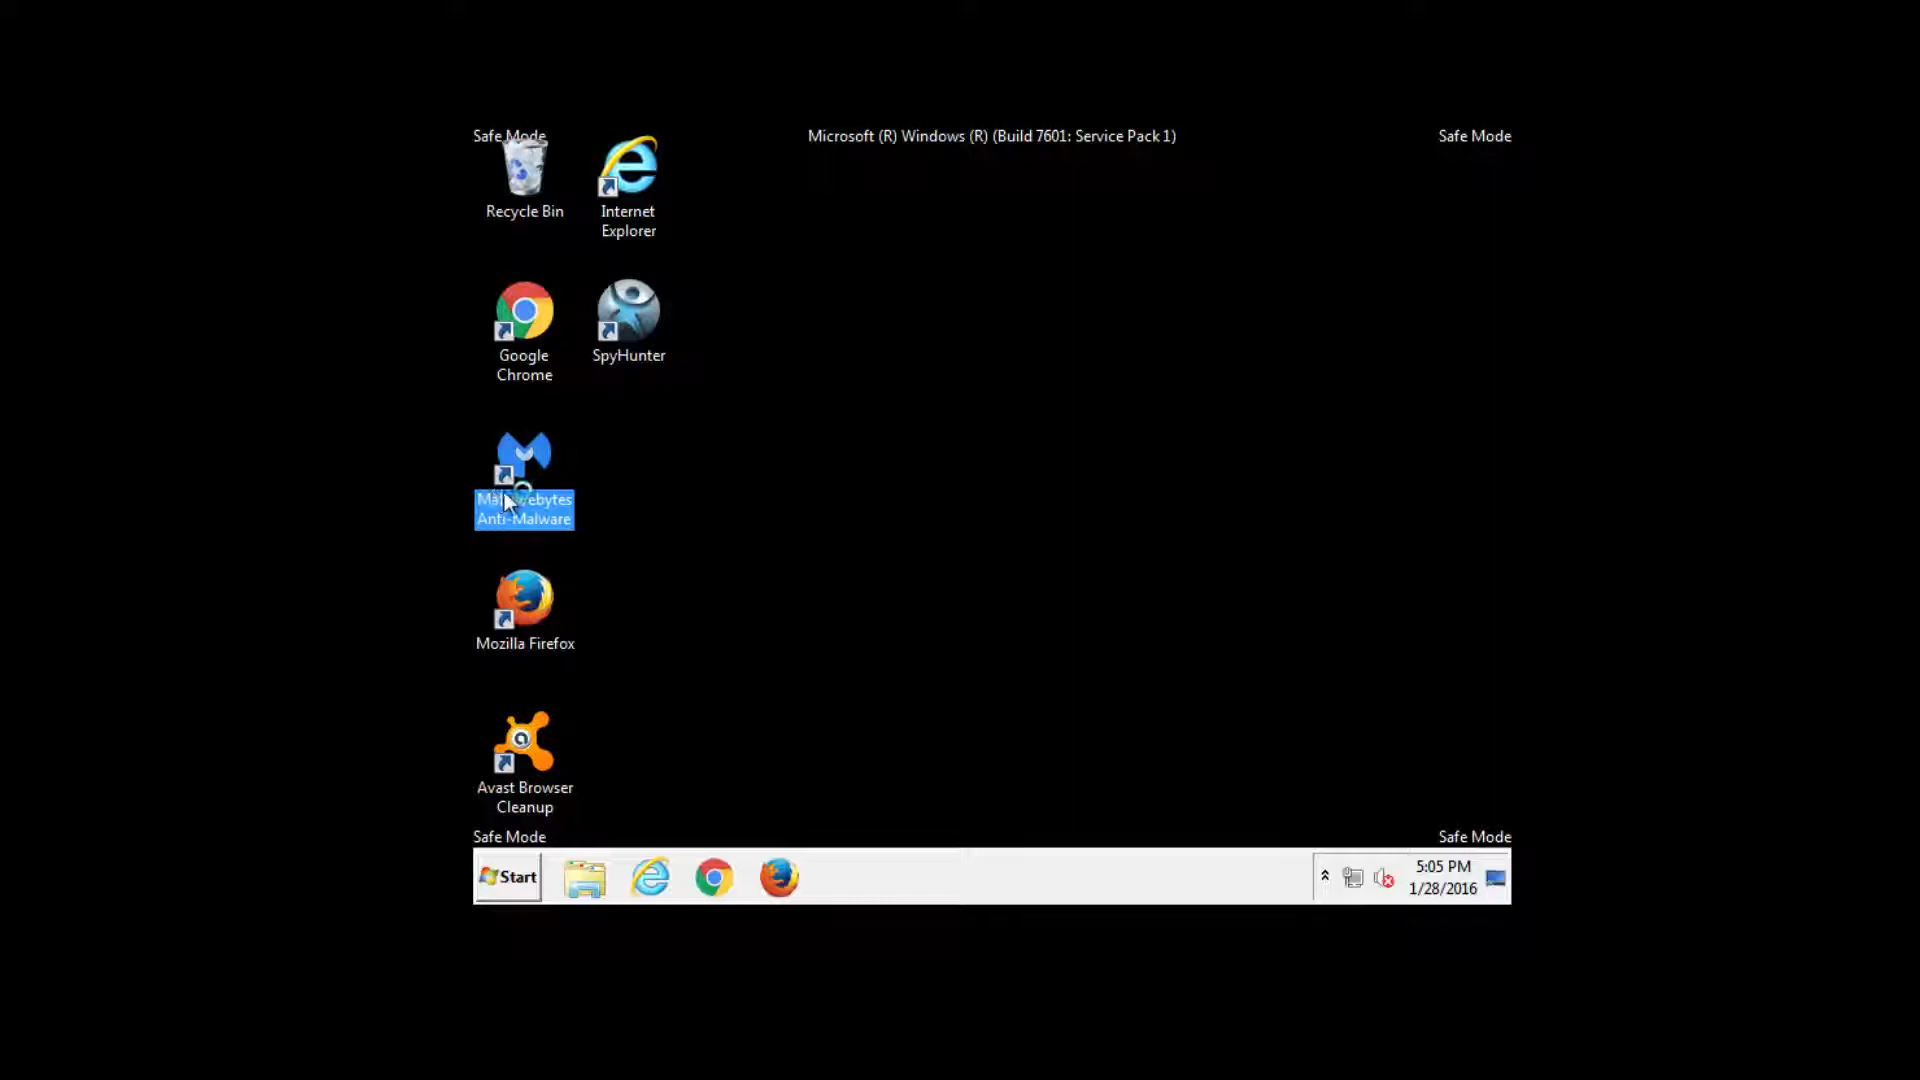 Safe Mode
Microsoft (R) Windows (R) (Build 7601: Service Pack 1)
Safe Mode
Recycle Bin
Internet
Explorer
Google
Chrome
SpyHunter
Malwarebytes
Anti-Malware
Mozilla Firefox
Avast Browser
Cleanup
Safe Mode
Safe Mode
Start
5:05 PM
1/28/2016